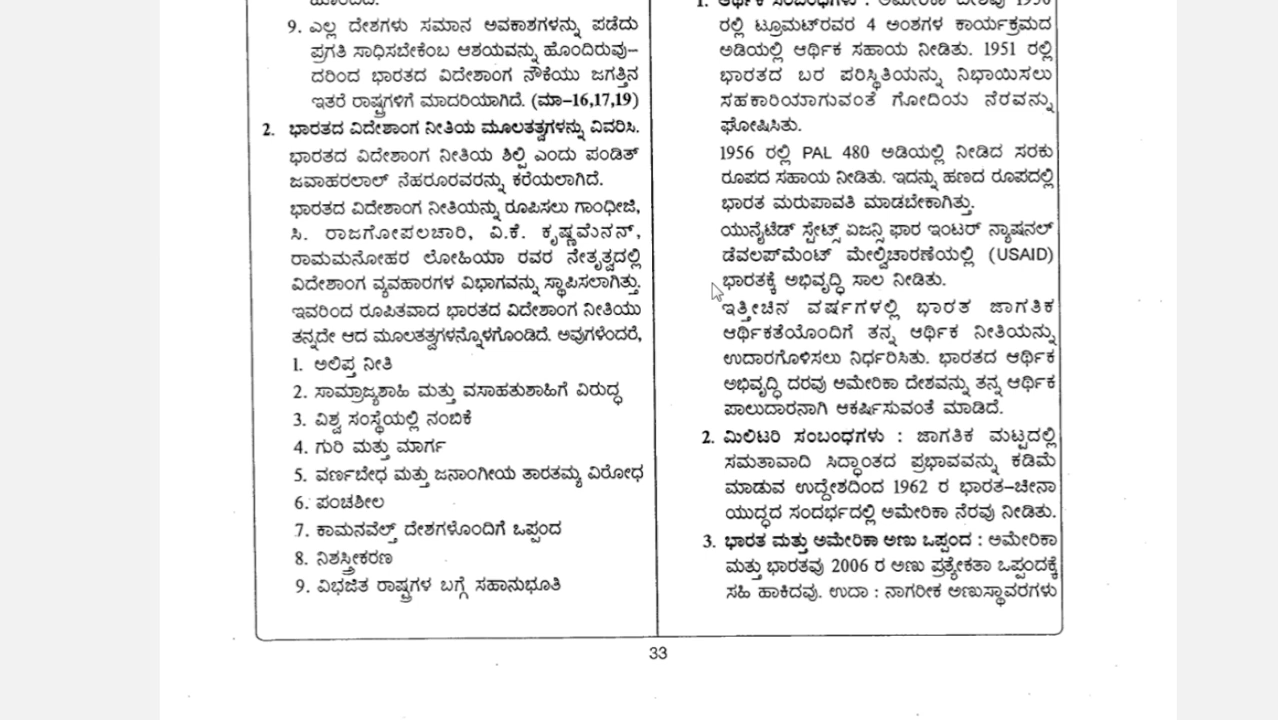 9. ಎಲ್ಲ ದೇಶಗಳು ಸಮಾನ ಅವಕಾಶಗಳನ್ನು ಪಡೆದು
ಪ್ರಗತಿ ಸಾಧಿಸಬೇಕೆಂಬ ಆಶಯವನ್ನು ಹೊಂದಿರುವು-
ದರಿಂದ ಭಾರತದ ವಿದೇಶಾಂಗ ನೌಕೆಯು ಜಗತ್ತಿನ
ಇತರೆ ರಾಷ್ಟ್ರಗಳಿಗೆ ಮಾದರಿಯಾಗಿದೆ. (ಮಾ-16,17,19)
2. ಭಾರತದ ವಿದೇಶಾಂಗ ನೀತಿಯ ಮೂಲತತ್ವಗಳನ್ನು ವಿವರಿಸಿ.
ಭಾರತದ ವಿದೇಶಾಂಗ ನೀತಿಯ ಶಿಲ್ಪಿ ಎಂದು ಪಂಡಿತ್
ಜವಾಹರಲಾಲ್ ನೆಹರೂರವರನ್ನು ಕರೆಯಲಾಗಿದೆ.
ಭಾರತದ ವಿದೇಶಾಂಗ ನೀತಿಯನ್ನು ರೂಪಿಸಲು ಗಾಂಧೀಜಿ,
ಸಿ. ರಾಜಗೋಪಲಚಾರಿ, ವಿ.ಕೆ. ಕೃಷ್ಣಮೆನನ್,
ರಾಮಮನೋಹರ ಲೋಹಿಯಾ ರವರ ನೇತೃತ್ವದಲ್ಲಿ
ವಿದೇಶಾಂಗ ವ್ಯವಹಾರಗಳ ವಿಭಾಗವನ್ನು ಸ್ಥಾಪಿಸಲಾಗಿತ್ತು.
ಇವರಿಂದ ರೂಪಿತವಾದ ಭಾರತದ ವಿದೇಶಾಂಗ ನೀತಿಯು
ತನ್ನದೇ ಆದ ಮೂಲತತ್ವಗಳನ್ನೊಳಗೊಂಡಿದೆ. ಅವುಗಳೆಂದರೆ,
1. ಅಲಿಪ್ತ ನೀತಿ
2. ಸಾಮ್ರಾಜ್ಯಶಾಹಿ ಮತ್ತು ವಸಾಹತುಶಾಹಿಗೆ ವಿರುದ್ಧ
3. ವಿಶ್ವ ಸಂಸ್ಥೆಯಲ್ಲಿ ನಂಬಿಕೆ
4. ಗುರಿ ಮತ್ತು ಮಾರ್ಗ
5. ವರ್ಣಬೇಧ ಮತ್ತು ಜನಾಂಗೀಯ ತಾರತಮ್ಯ ವಿರೋಧ
6. ಪಂಚಶೀಲ
7. ಕಾಮನವೆಲ್ತ್ ದೇಶಗಳೊಂದಿಗೆ ಒಪ್ಪಂದ
8. ನಿಶಸ್ತ್ರೀಕರಣ
9. ವಿಭಜಿತ ರಾಷ್ಟ್ರಗಳ ಬಗ್ಗೆ ಸಹಾನುಭೂತಿ
1. ಆರ್ಥಿಕ ಸಂಬಂಧಗಳು : ಅಮೇರಿಕಾ ದೇಶವು 1950
ರಲ್ಲಿ ಟ್ರೂಮಟ್‌ರವರ 4 ಅಂಶಗಳ ಕಾರ್ಯಕ್ರಮದ
ಅಡಿಯಲ್ಲಿ ಆರ್ಥಿಕ ಸಹಾಯ ನೀಡಿತು. 1951 ರಲ್ಲಿ
ಭಾರತದ ಬರ ಪರಿಸ್ಥಿತಿಯನ್ನು ನಿಭಾಯಿಸಲು
ಸಹಕಾರಿಯಾಗುವಂತೆ ಗೋದಿಯ ನೆರವನ್ನು
ಘೋಷಿಸಿತು.
1956 ರಲ್ಲಿ PAL 480 ಅಡಿಯಲ್ಲಿ ನೀಡಿದ ಸರಕು
ರೂಪದ ಸಹಾಯ ನೀಡಿತು. ಇದನ್ನು ಹಣದ ರೂಪದಲ್ಲಿ
ಭಾರತ ಮರುಪಾವತಿ ಮಾಡಬೇಕಾಗಿತ್ತು.
ಯುನೈಟೆಡ್ ಸ್ಟೇಟ್ಸ್ ಏಜನ್ಸಿ ಫಾರ ಇಂಟರ್ ನ್ಯಾಷನಲ್
ಡೆವಲಪ್‌ಮೆಂಟ್ ಮೇಲ್ವಿಚಾರಣೆಯಲ್ಲಿ (USAID)
ಭಾರತಕ್ಕೆ ಅಭಿವೃದ್ಧಿ ಸಾಲ ನೀಡಿತು.
ಇತ್ತೀಚಿನ ವರ್ಷಗಳಲ್ಲಿ ಭಾರತ ಜಾಗತಿಕ
ಆರ್ಥಿಕತೆಯೊಂದಿಗೆ ತನ್ನ ಆರ್ಥಿಕ ನೀತಿಯನ್ನು
ಉದಾರಗೊಳಿಸಲು ನಿರ್ಧರಿಸಿತು. ಭಾರತದ ಆರ್ಥಿಕ
ಅಭಿವೃದ್ಧಿ ದರವು ಅಮೇರಿಕಾ ದೇಶವನ್ನು ತನ್ನ ಆರ್ಥಿಕ
ಪಾಲುದಾರನಾಗಿ ಆಕರ್ಷಿಸುವಂತೆ ಮಾಡಿದೆ.
2. ಮಿಲಿಟರಿ ಸಂಬಂಧಗಳು : ಜಾಗತಿಕ ಮಟ್ಟದಲ್ಲಿ
ಸಮತಾವಾದಿ ಸಿದ್ಧಾಂತದ ಪ್ರಭಾವವನ್ನು ಕಡಿಮೆ
ಮಾಡುವ ಉದ್ದೇಶದಿಂದ 1962 ರ ಭಾರತ-ಚೀನಾ
ಯುದ್ಧದ ಸಂದರ್ಭದಲ್ಲಿ ಅಮೇರಿಕಾ ನೆರವು ನೀಡಿತು.
3. ಭಾರತ ಮತ್ತು ಅಮೇರಿಕಾ ಅಣು ಒಪ್ಪಂದ : ಅಮೇರಿಕಾ
ಮತ್ತು ಭಾರತವು 2006 ರ ಅಣು ಪ್ರತ್ಯೇಕತಾ ಒಪ್ಪಂದಕ್ಕೆ
ಸಹಿ ಹಾಕಿದವು. ಉದಾ : ನಾಗರೀಕ ಅಣುಸ್ಥಾವರಗಳು
33